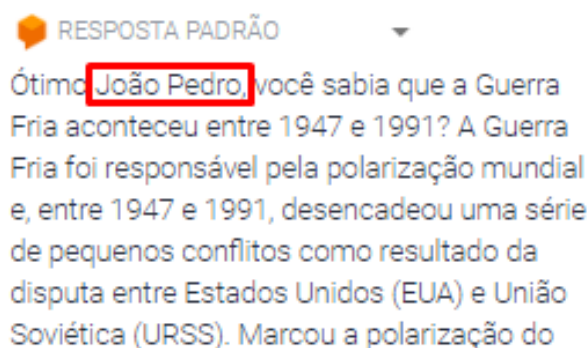 RESPOSTA PADRÃO
Ótimo João Pedro, você sabia que a Guerra
Fria aconteceu entre 1947 e 1991? A Guerra
Fria foi responsável pela polarização mundial
e, entre 1947 e 1991, desencadeou uma série
de pequenos conflitos como resultado da
disputa entre Estados Unidos (EUA) e União
Soviética (URSS). Marcou a polarização do